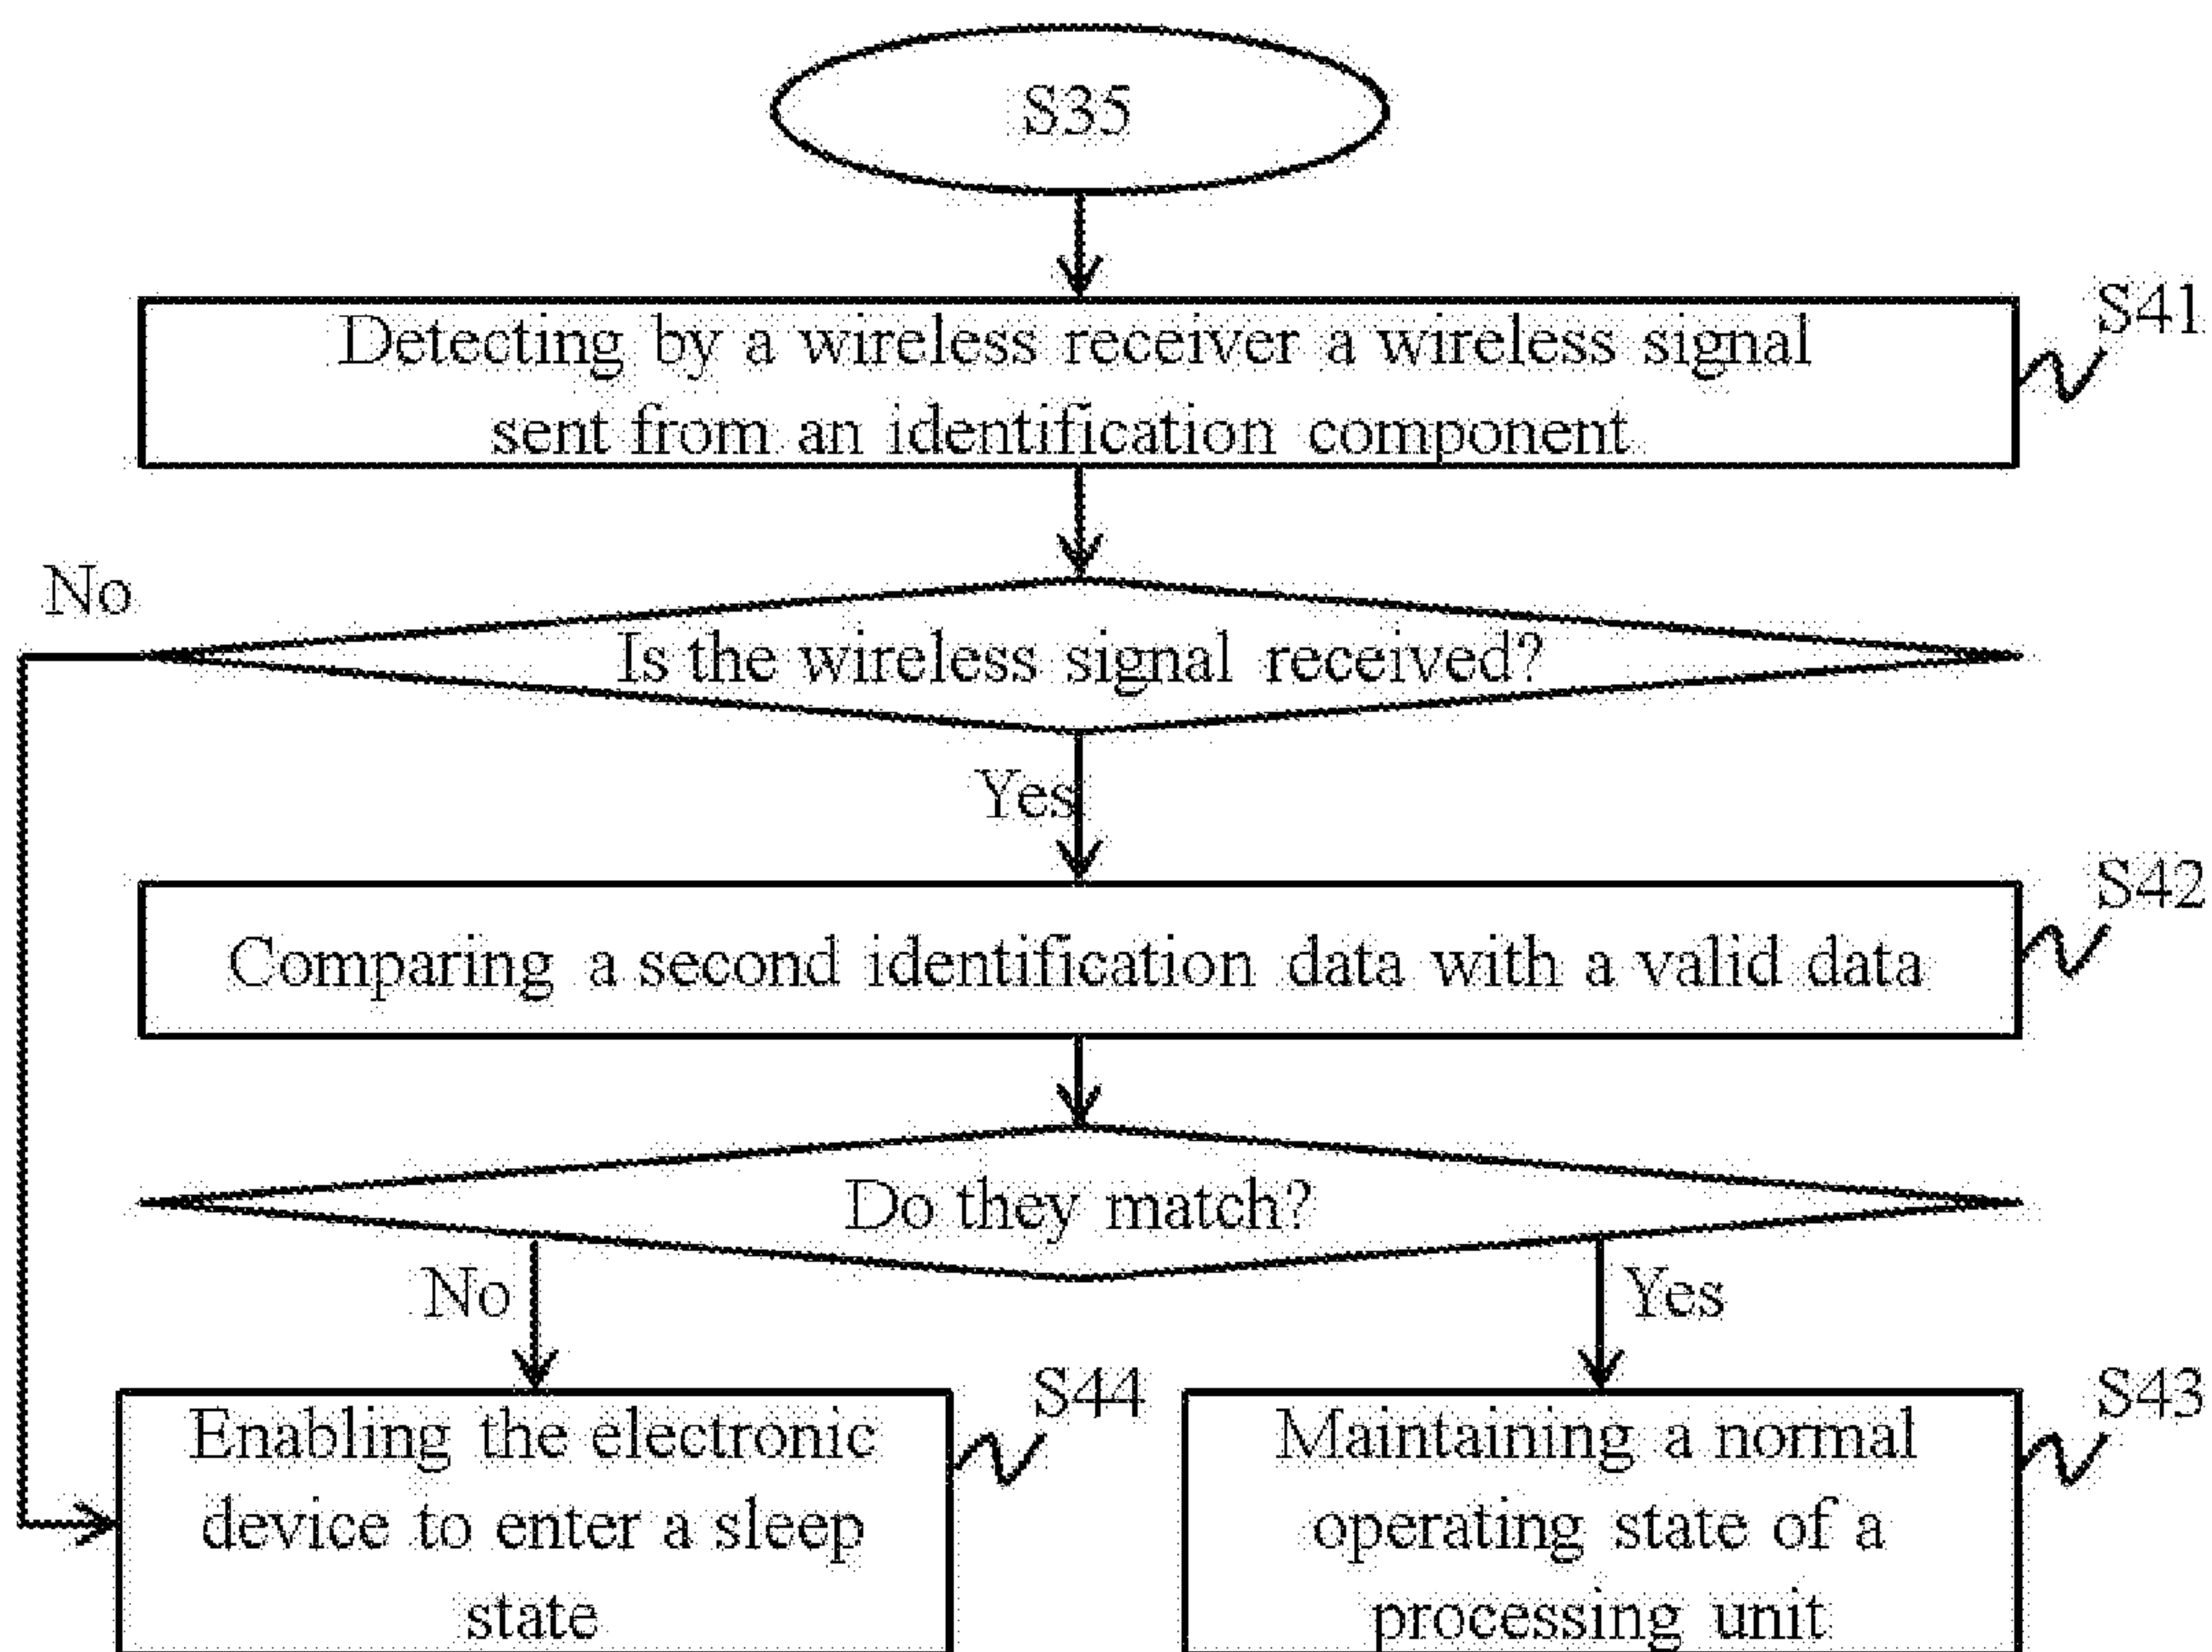 S35
Detecting by a wireless receiver a wireless signal
sent from an identification component
S41
No
Is the wireless signal received?
Yes
S42
Comparing a second identification data with a valid data
Do they match?
No
Yes
S44
S43
Enabling the electronic
device to enter a sleep
state
Maintaining a normal
operating state of a
processing unit